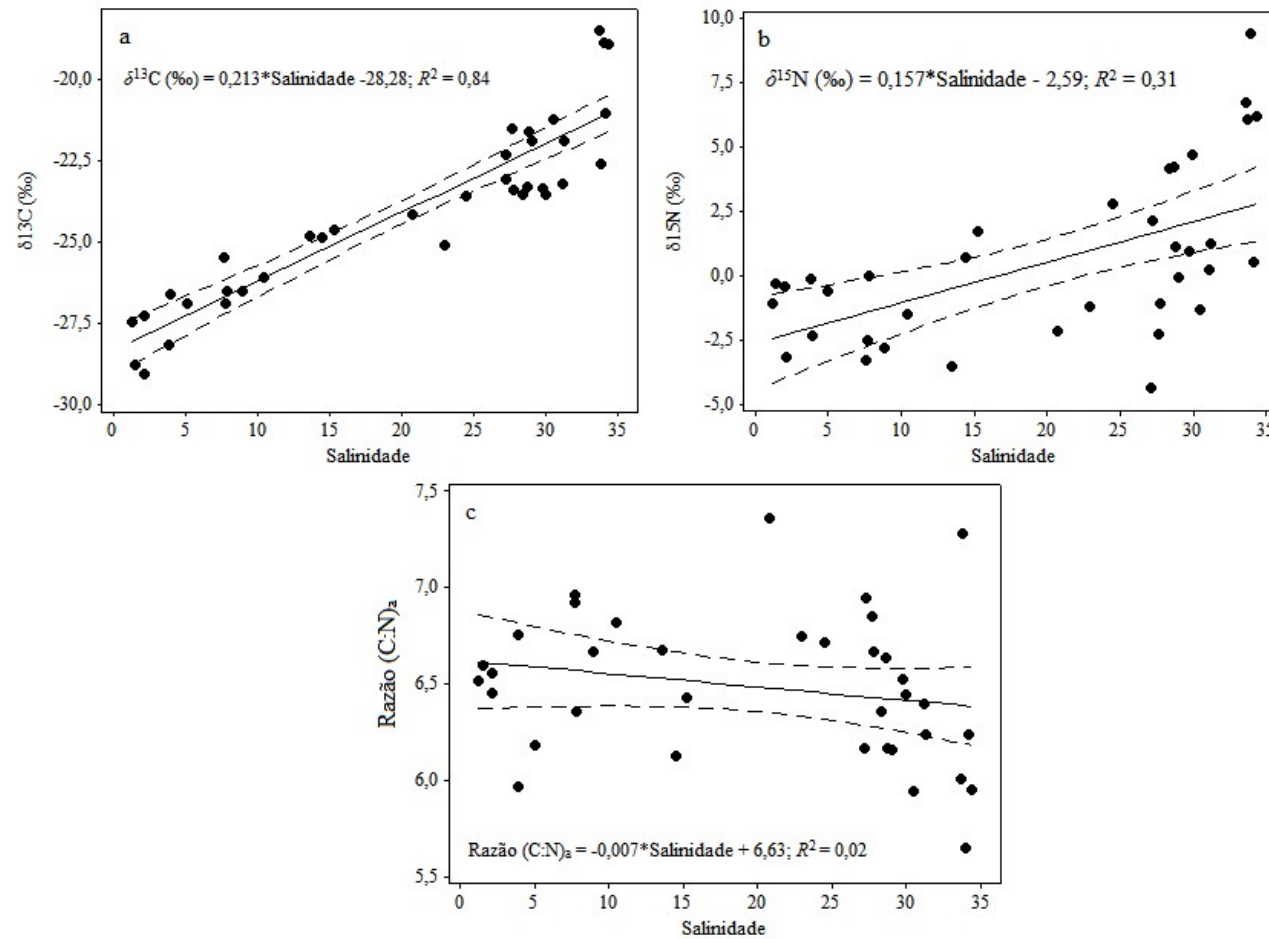 a
δ¹³C (‰) = 0,213*Salinidade -28,28; R² = 0,84
-20,0
-22,5
-25,0
-27,5
-30,0
δ13C (‰)
0 5 10 15 20 25 30 35
Salinidade
b
δ¹⁵N (‰) = 0,157*Salinidade - 2,59; R² = 0,31
10,0
7,5
5,0
2,5
0,0
-2,5
-5,0
δ15N (‰)
0 5 10 15 20 25 30 35
Salinidade
c
7,5
7,0
6,5
6,0
5,5
Razão (C:N)ₐ
Razão (C:N)ₐ = -0,007*Salinidade + 6,63; R² = 0,02
0 5 10 15 20 25 30 35
Salinidade